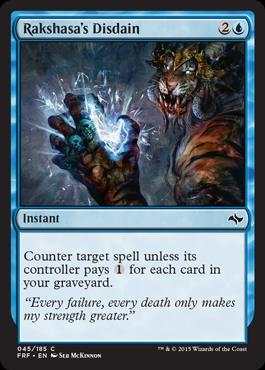 Rakshasa's Disdain 2
Instant
Counter target spell unless its
controller pays 1 for each card in
your graveyard.
"Every failure, every death only makes
my strength greater."
045/185 C
FRF • EN Seb McKinnon
™ & © 2015 Wizards of the Coast